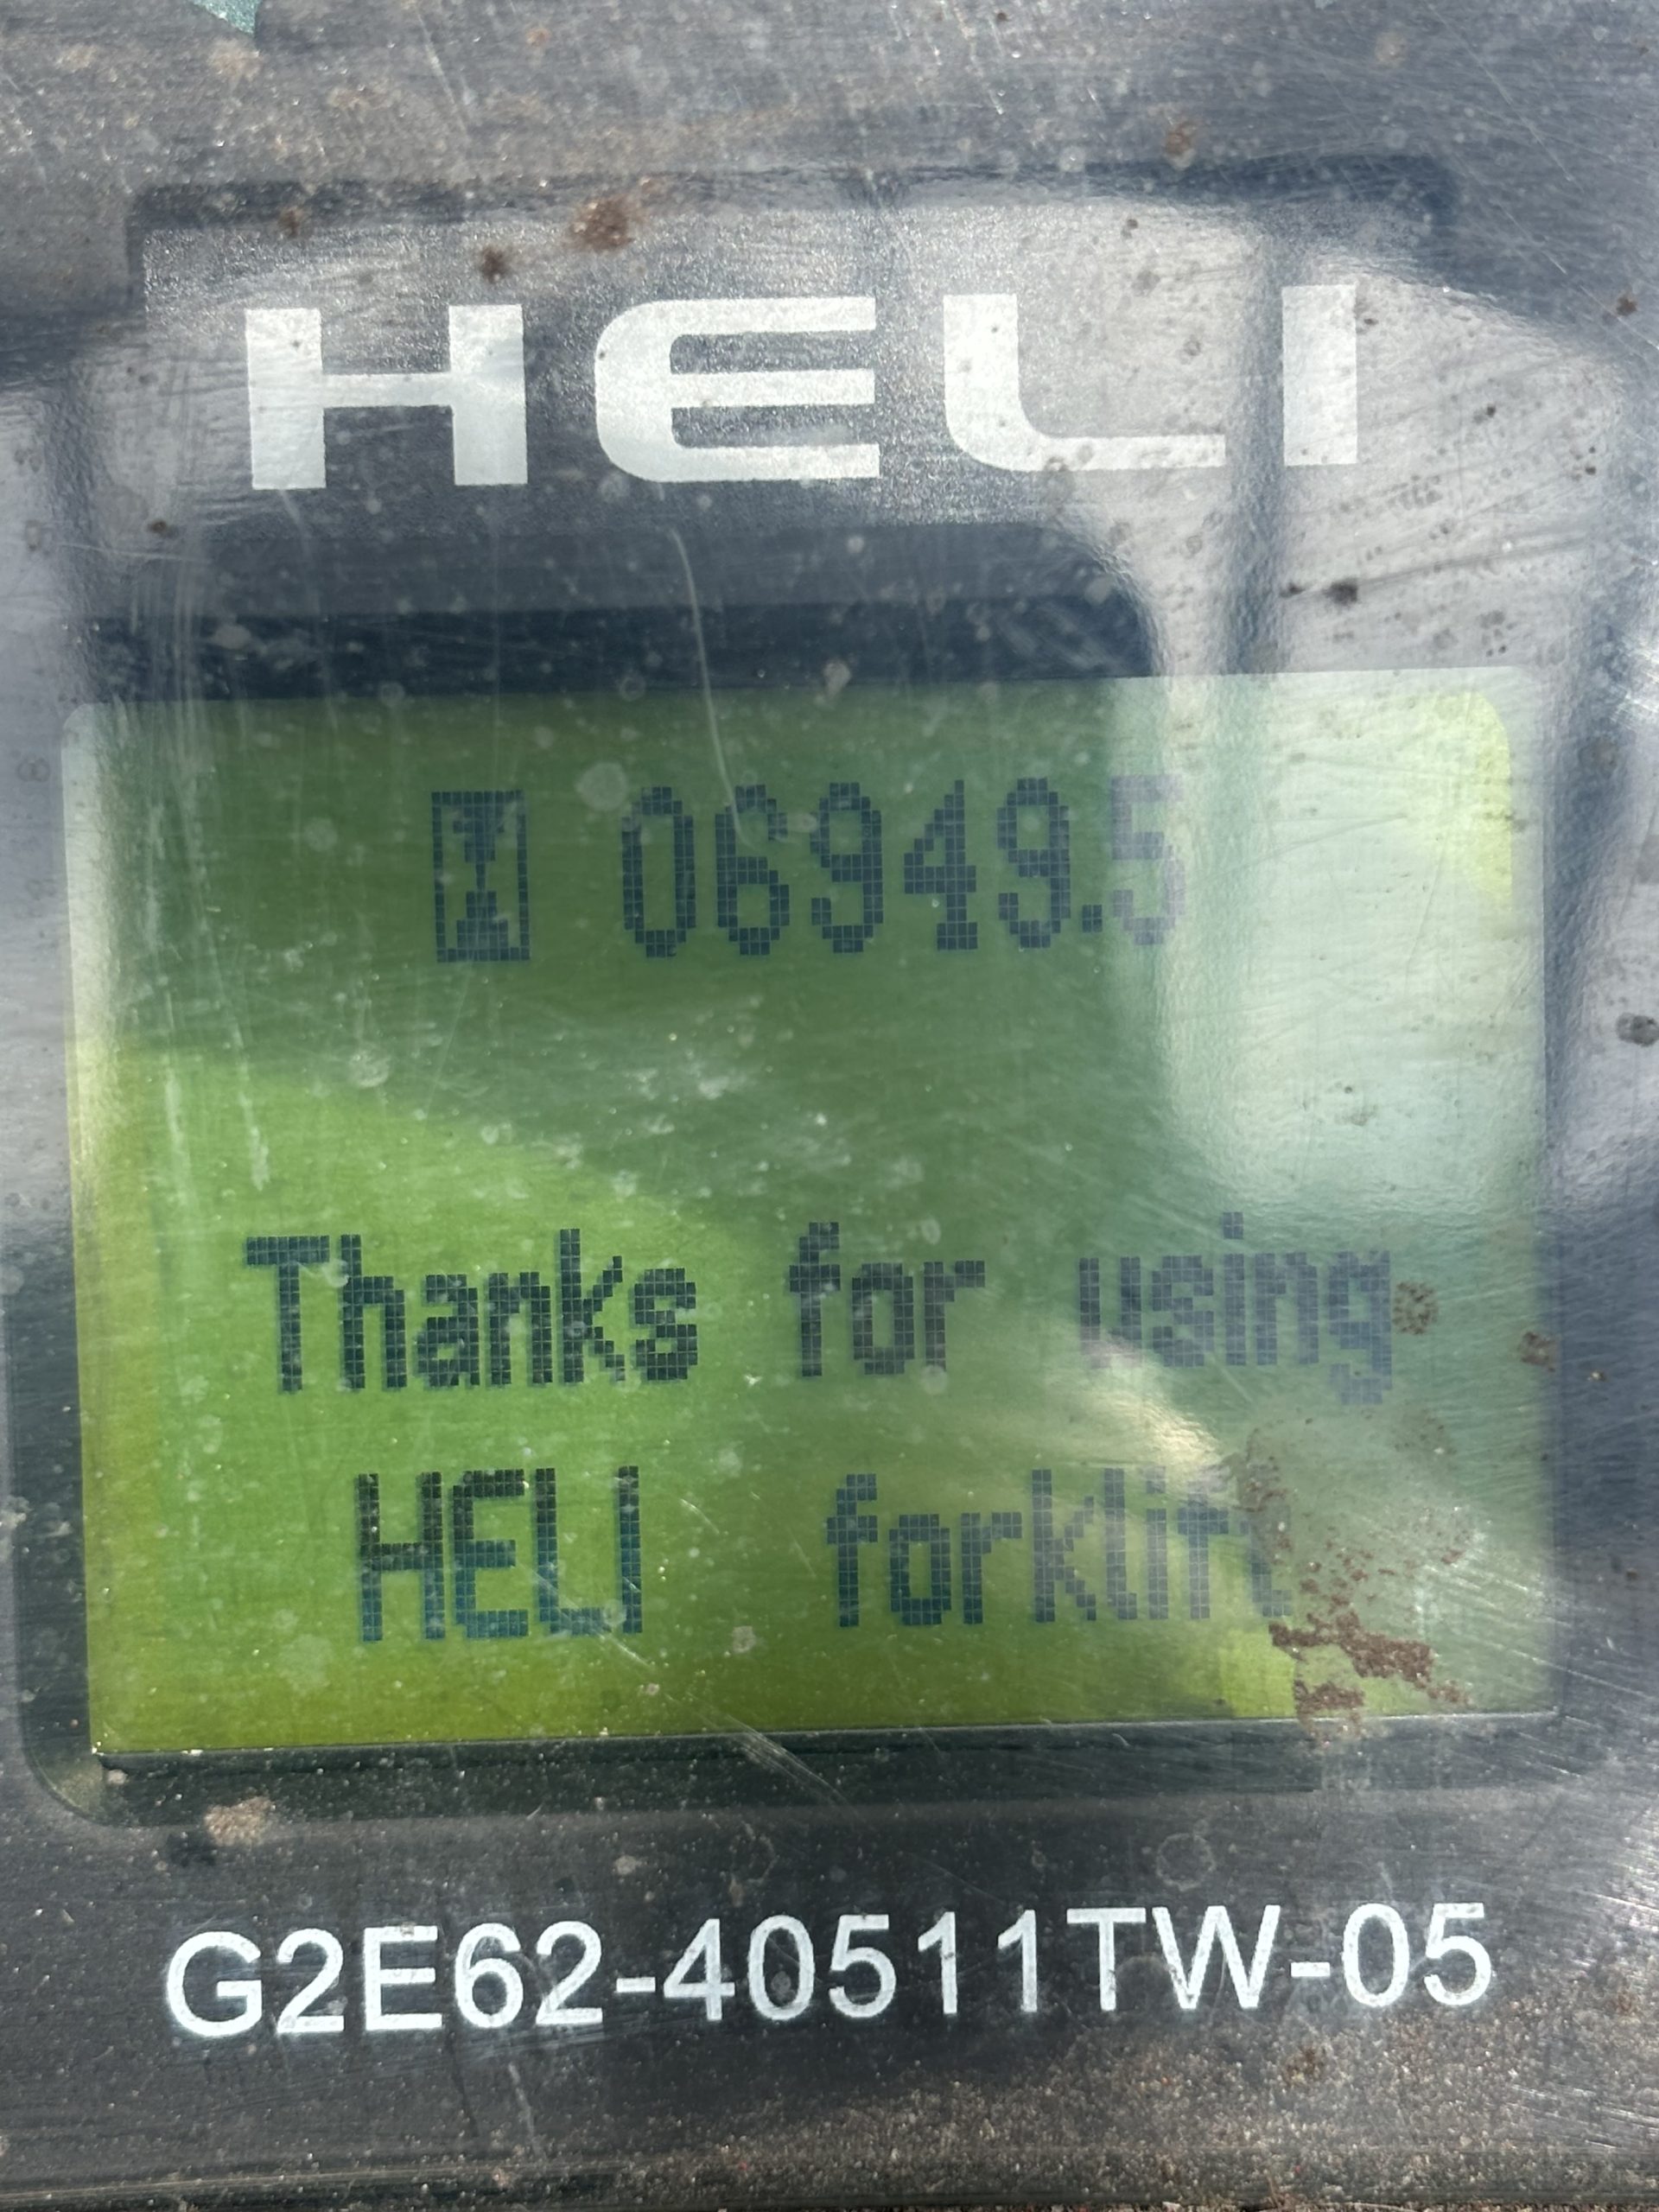 HELI
06949.5
Thanks for using
HELI forklift
G2E62-40511TW-05